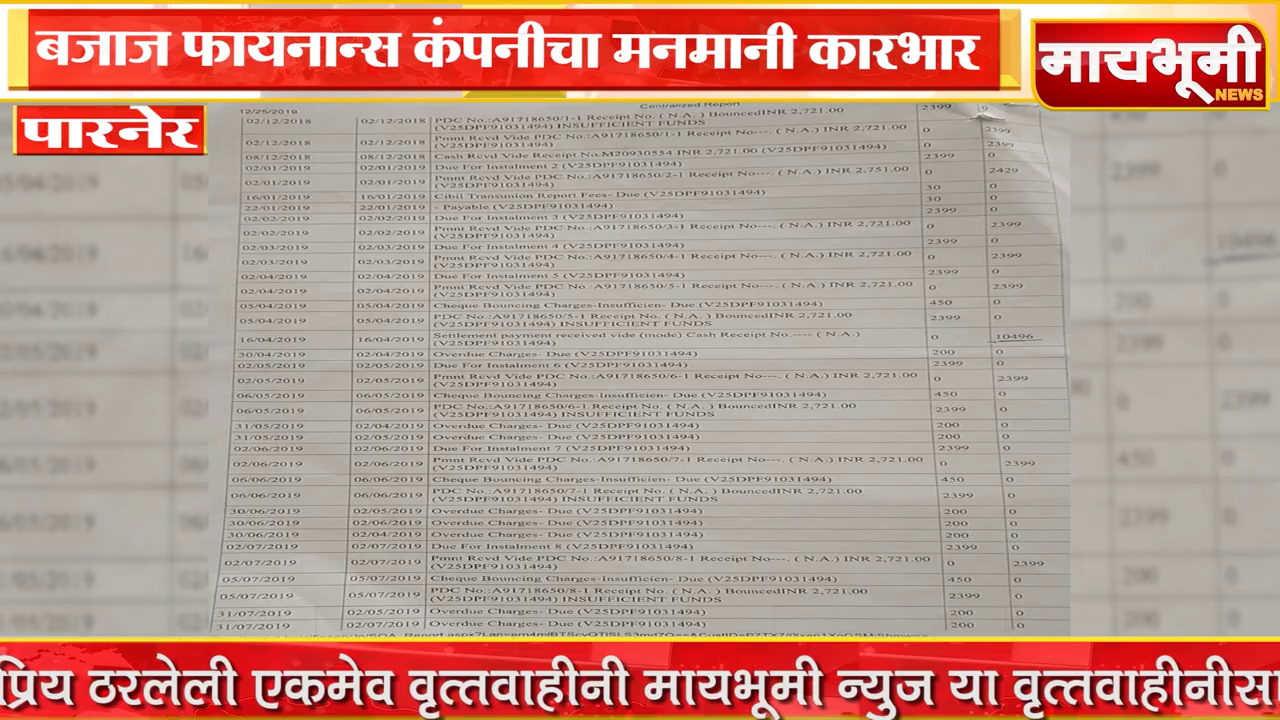 बजाज फायनान्स कंपनीचा मनमानी कारभार
मायभूमी
NEWS
पारनेर
12/25/2019 Centralized Report 2399
02/12/2018 02/12/2018 PDC No.:A91718650/1-1 Receipt No. ( N.A. ) BouncedINR 2,721.00
(V25DPF91031494) INSUFFICIENT FUNDS
02/12/2018 02/12/2018 Pmnt Rcvd Vide PDC No.:A91718650/1-1 Receipt No---. ( N.A.) INR 2,721.00 0 2399
(V25DPF91031494)
08/12/2018 08/12/2018 Cash Rcvd Vide Receipt No.M20930554 INR 2,721.00 (V25DPF91031494) 0 2399
02/01/2019 02/01/2019 Due For Instalment 2 (V25DPF91031494) 2399 0
02/01/2019 02/01/2019 Pmnt Rcvd Vide PDC No.:A91718650/2-1 Receipt No---. ( N.A.) INR 2,751.00 0 2429
(V25DPF91031494)
16/01/2019 16/01/2019 Cibil Transunion Report Fees- Due (V25DPF91031494) 30 0
22/01/2019 22/01/2019 - Payable (V25DPF91031494) 30 0
02/02/2019 02/02/2019 Due For Instalment 3 (V25DPF91031494) 2399 0
02/02/2019 02/02/2019 Pmnt Rcvd Vide PDC No.:A91718650/3-1 Receipt No---. ( N.A.) INR 2,721.00 0 2399
(V25DPF91031494)
02/03/2019 02/03/2019 Due For Instalment 4 (V25DPF91031494) 2399 0
02/03/2019 02/03/2019 Pmnt Rcvd Vide PDC No.:A91718650/4-1 Receipt No---. ( N.A.) INR 2,721.00 0 2399
(V25DPF91031494)
02/04/2019 02/04/2019 Due For Instalment 5 (V25DPF91031494) 2399 0
02/04/2019 02/04/2019 Pmnt Rcvd Vide PDC No.:A91718650/5-1 Receipt No---. ( N.A.) INR 2,721.00 0 2399
(V25DPF91031494)
05/04/2019 05/04/2019 Cheque Bouncing Charges-Insufficien- Due (V25DPF91031494) 450 0
05/04/2019 05/04/2019 PDC No.:A91718650/5-1 Receipt No. ( N.A. ) BouncedINR 2,721.00 2399 0
(V25DPF91031494) INSUFFICIENT FUNDS
16/04/2019 16/04/2019 Settlement payment received vide (mode) Cash Receipt No.---- ( N.A.) 0 10496
(V25DPF91031494)
30/04/2019 02/04/2019 Overdue Charges- Due (V25DPF91031494) 200 0
02/05/2019 02/05/2019 Due For Instalment 6 (V25DPF91031494) 2399 0
02/05/2019 02/05/2019 Pmnt Rcvd Vide PDC No.:A91718650/6-1 Receipt No---. ( N.A.) INR 2,721.00 0 2399
(V25DPF91031494)
06/05/2019 06/05/2019 Cheque Bouncing Charges-Insufficien- Due (V25DPF91031494) 450 0
06/05/2019 06/05/2019 PDC No.:A91718650/6-1 Receipt No. ( N.A. ) BouncedINR 2,721.00 2399 0
(V25DPF91031494) INSUFFICIENT FUNDS
31/05/2019 02/04/2019 Overdue Charges- Due (V25DPF91031494) 200 0
31/05/2019 02/05/2019 Overdue Charges- Due (V25DPF91031494) 200 0
02/06/2019 02/06/2019 Due For Instalment 7 (V25DPF91031494) 2399 0
02/06/2019 02/06/2019 Pmnt Rcvd Vide PDC No.:A91718650/7-1 Receipt No---. ( N.A.) INR 2,721.00 0 2399
(V25DPF91031494)
06/06/2019 06/06/2019 Cheque Bouncing Charges-Insufficien- Due (V25DPF91031494) 450 0
06/06/2019 06/06/2019 PDC No.:A91718650/7-1 Receipt No. ( N.A. ) BouncedINR 2,721.00 2399 0
(V25DPF91031494) INSUFFICIENT FUNDS
30/06/2019 02/05/2019 Overdue Charges- Due (V25DPF91031494) 200 0
30/06/2019 02/06/2019 Overdue Charges- Due (V25DPF91031494) 200 0
30/06/2019 02/04/2019 Overdue Charges- Due (V25DPF91031494) 200 0
02/07/2019 02/07/2019 Due For Instalment 8 (V25DPF91031494) 2399 0
02/07/2019 02/07/2019 Pmnt Rcvd Vide PDC No.:A91718650/8-1 Receipt No---. ( N.A.) INR 2,721.00 0 2399
(V25DPF91031494)
05/07/2019 05/07/2019 Cheque Bouncing Charges-Insufficien- Due (V25DPF91031494) 450 0
05/07/2019 05/07/2019 PDC No.:A91718650/8-1 Receipt No. ( N.A. ) BouncedINR 2,721.00 2399 0
(V25DPF91031494) INSUFFICIENT FUNDS
31/07/2019 02/05/2019 Overdue Charges- Due (V25DPF91031494) 200 0
31/07/2019 02/07/2019 Overdue Charges- Due (V25DPF91031494) 200 0
प्रिय ठरलेली एकमेव वृत्तवाहीनी मायभूमी न्युज या वृत्तवाहीनीसा